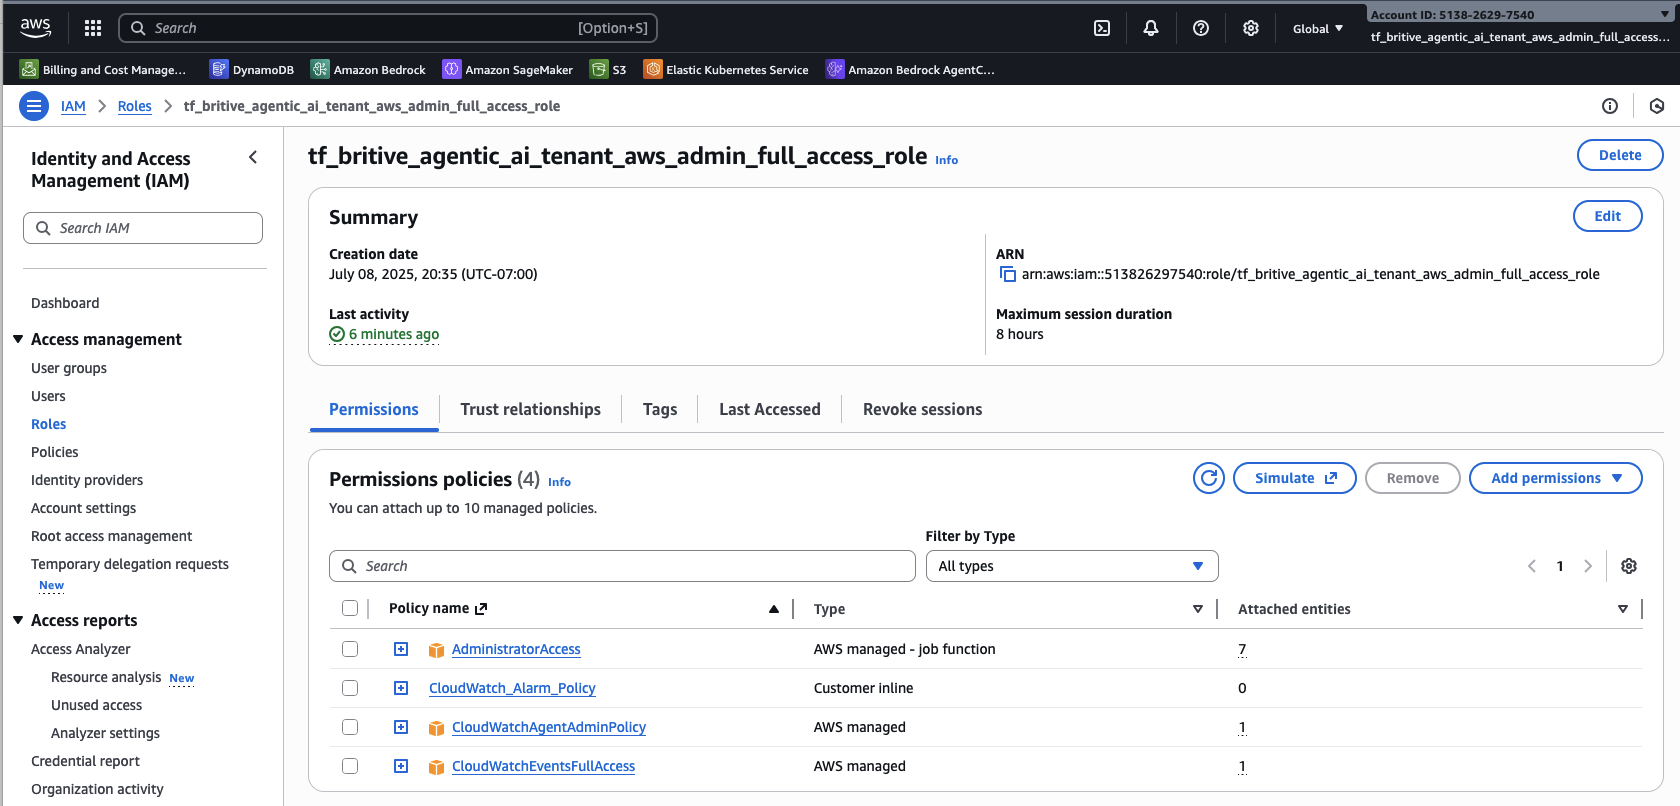 aws
Search
[Option+S]
Global
Account ID: 5138-2629-7540
tf_britive_agentic_ai_tenant_aws_admin_full_access...
Billing and Cost Manage...
DynamoDB
Amazon Bedrock
Amazon SageMaker
S3
Elastic Kubernetes Service
Amazon Bedrock AgentC...
IAM
Roles
tf_britive_agentic_ai_tenant_aws_admin_full_access_role
Identity and Access
Management (IAM)
Search IAM
Dashboard
Access management
User groups
Users
Roles
Policies
Identity providers
Account settings
Root access management
Temporary delegation requests
New
Access reports
Access Analyzer
Resource analysis New
Unused access
Analyzer settings
Credential report
Organization activity
tf_britive_agentic_ai_tenant_aws_admin_full_access_role Info
Delete
Summary
Edit
Creation date
July 08, 2025, 20:35 (UTC-07:00)
Last activity
6 minutes ago
ARN
arn:aws:iam::513826297540:role/tf_britive_agentic_ai_tenant_aws_admin_full_access_role
Maximum session duration
8 hours
Permissions
Trust relationships
Tags
Last Accessed
Revoke sessions
Permissions policies (4) Info
Simulate
Remove
Add permissions
You can attach up to 10 managed policies.
Filter by Type
Search
All types
1
Policy name
Type
Attached entities
AdministratorAccess
AWS managed - job function
7
CloudWatch_Alarm_Policy
Customer inline
0
CloudWatchAgentAdminPolicy
AWS managed
1
CloudWatchEventsFullAccess
AWS managed
1